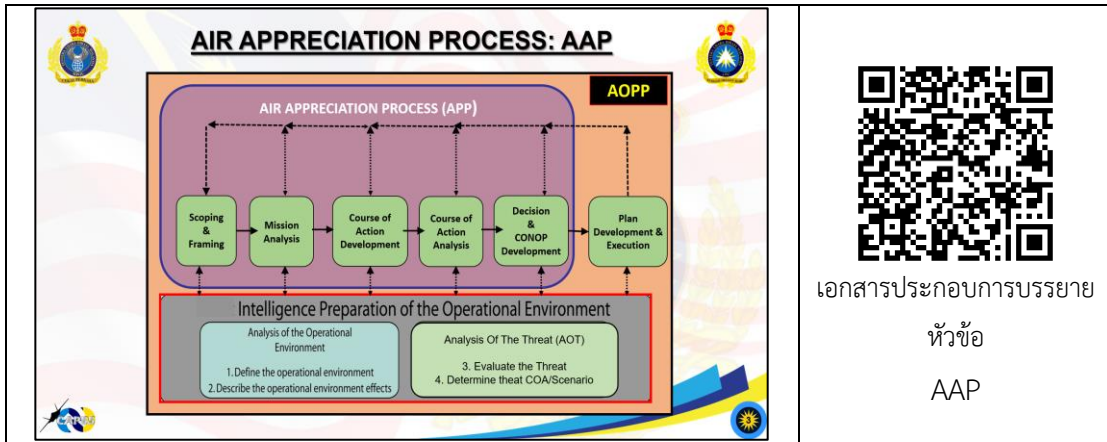 AIR APPRECIATION PROCESS: AAP
AOPP
AIR APPRECIATION PROCESS (APP)
Scoping
&
Framing
Mission
Analysis
Course of
Action
Development
Course of
Action
Analysis
Decision
&
CONOP
Development
Plan
Development &
Execution
Intelligence Preparation of the Operational Environment
Analysis of the Operational
Environment
1. Define the operational environment
2. Describe the operational environment effects
Analysis Of The Threat (AOT)
3. Evaluate the Threat
4. Determine theat COA/Scenario
3
เอกสารประกอบการบรรยาย
หัวข้อ
AAP